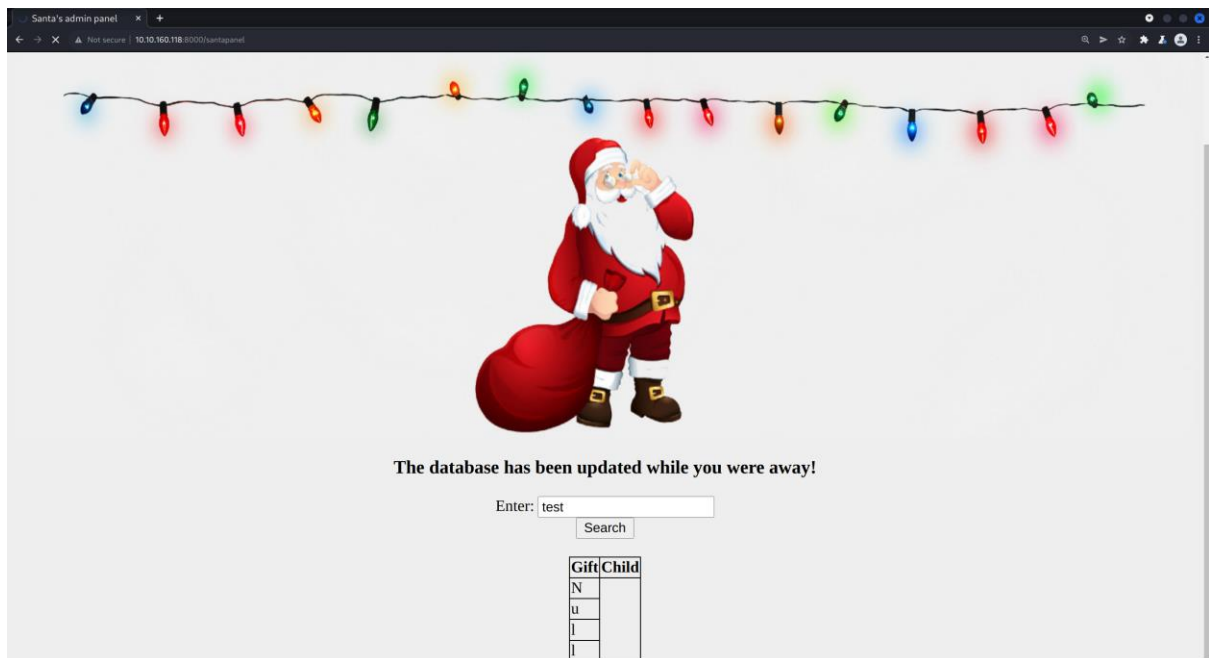 Santa's admin panel
Not secure | 10.10.160.118:8000/santapanel
The database has been updated while you were away!
Enter: test
Search
Gift Child
N
u
l
l